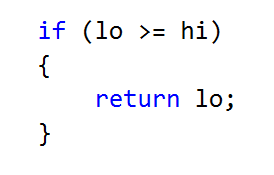 if (lo >= hi)
{
    return lo;
}